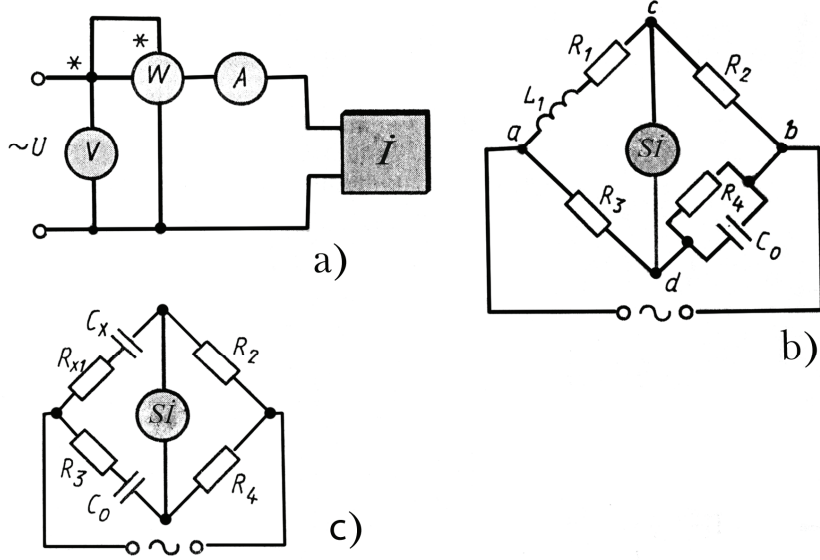 * * W A
~U V İ
a)
c
R₁ R₂
L₁
a b
Sİ
R₃ R₄
C₀
d
~
b)
Cₓ
Rₓ₁ R₂
Sİ
R₃ R₄
C₀
~
c)